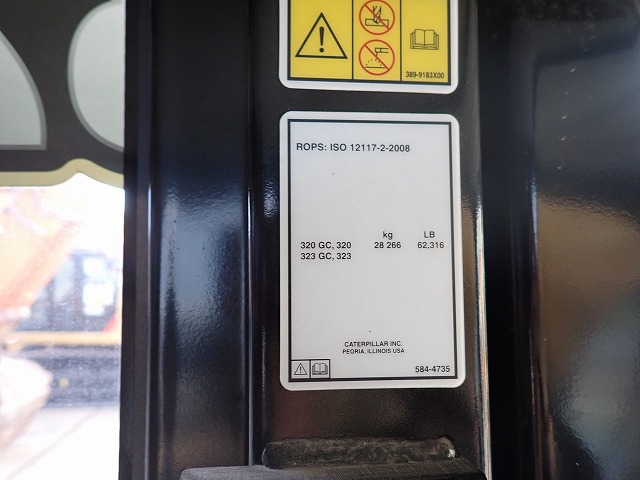 389-9183X00
ROPS: ISO 12117-2-2008
kg LB
320 GC, 320 28 266 62,316
323 GC, 323
CATERPILLAR INC.
PEORIA, ILLINOIS USA
584-4735